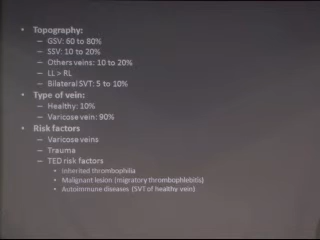 • Topography:
– GSV: 60 to 80%
– SSV: 10 to 20%
– Others veins: 10 to 20%
– LL > RL
– Bilateral SVT: 5 to 10%
• Type of vein:
– Healthy: 10%
– Varicose vein: 90%
• Risk factors
– Varicose veins
– Trauma
– TED risk factors
• Inherited thrombophilia
• Malignant lesion (migratory thrombophlebitis)
• Autoimmune diseases (SVT of healthy vein)